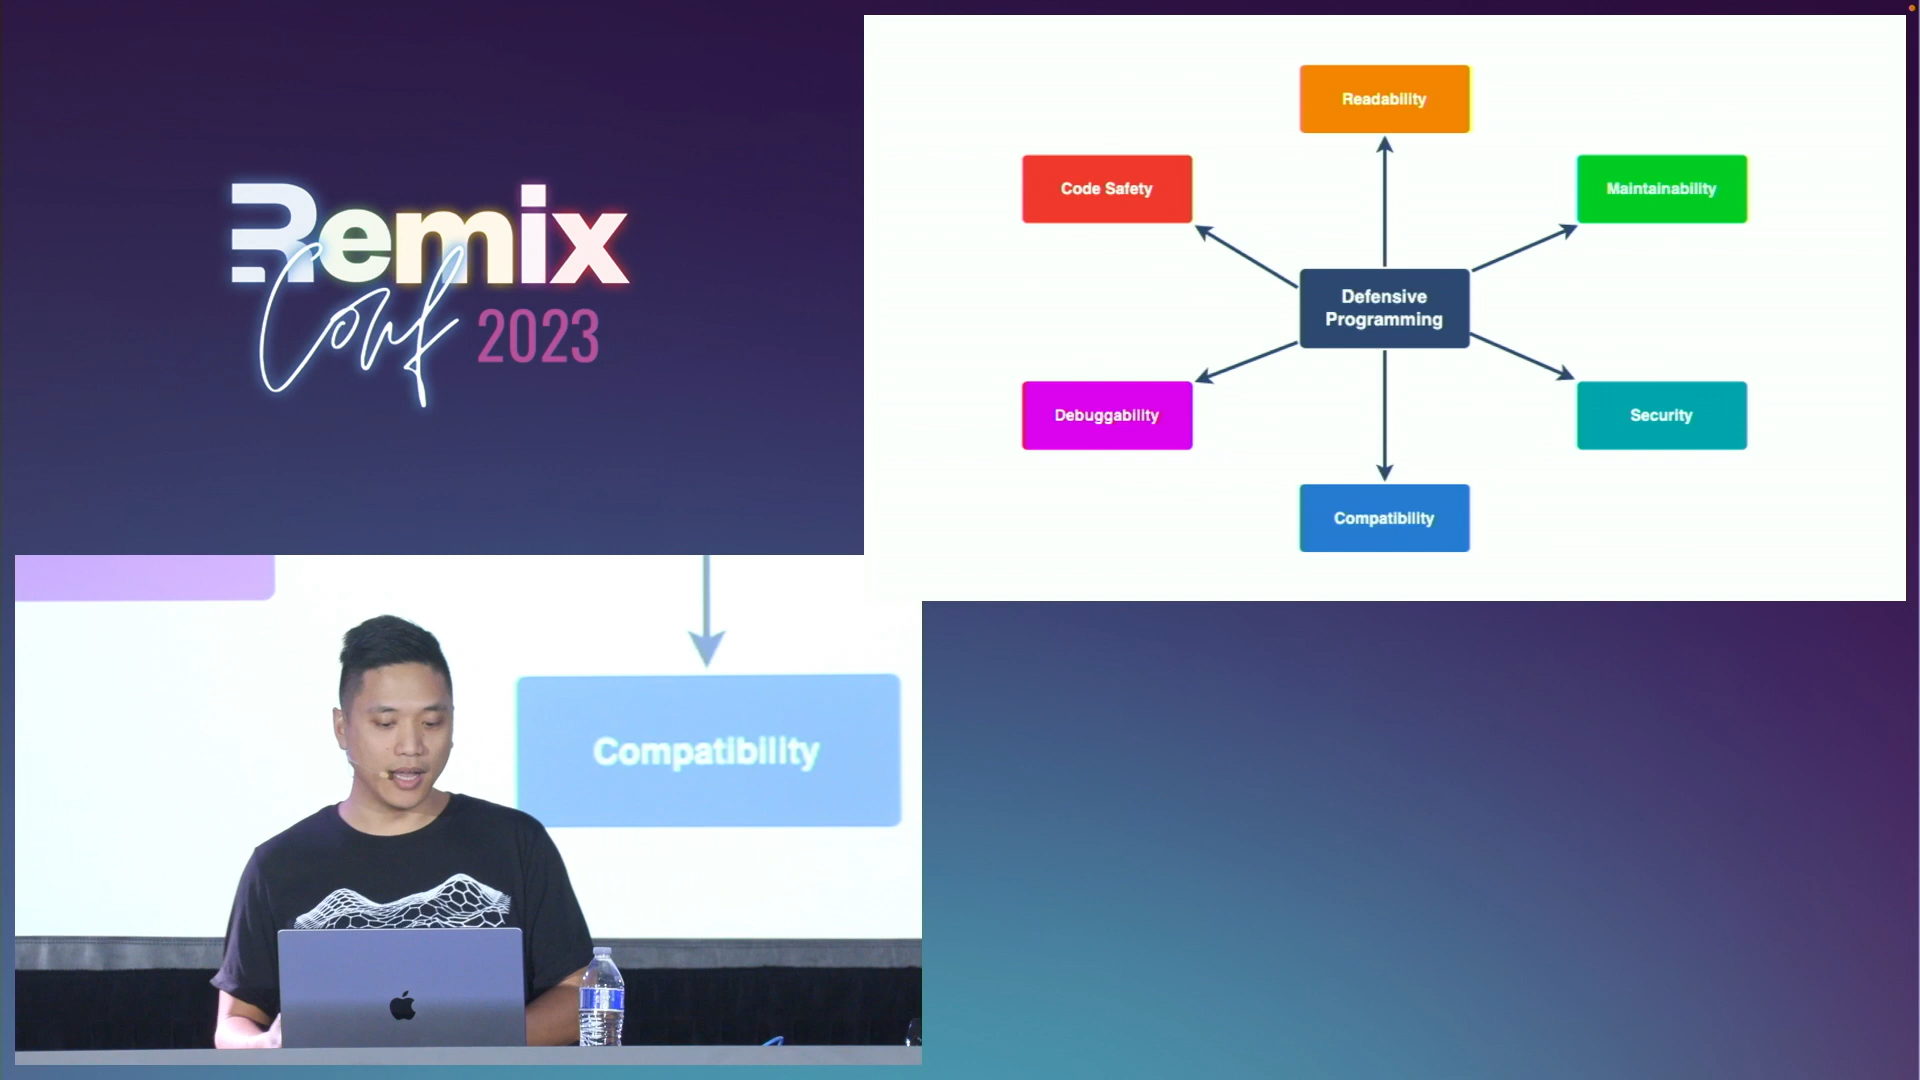 Remix
Conf 2023
Readability
Code Safety
Maintainability
Defensive
Programming
Debuggability
Security
Compatibility
Compatibility